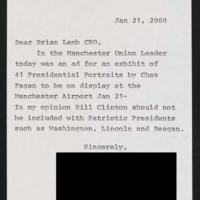 Jan 21, 2000
Dear Brian Lamb CEO,
In the Manchester Union Leader
today was an ad for an exhibit of
41 Presidential Portraits by Chas
Fagan to be on display at the
Manchester Airport Jan 21-
In my opinion Bill Clinton should not
be included with Patriotic Presidents
such as Washington, Lincoln and Reagan.
Sincerely,